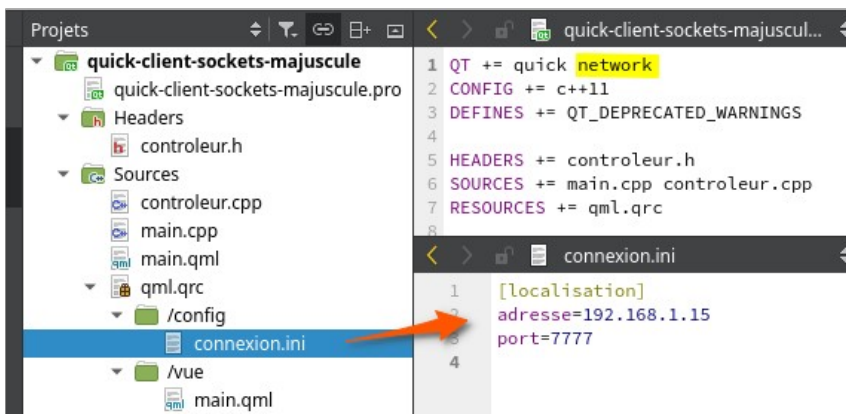 Projets
quick-client-sockets-majuscule
quick-client-sockets-majuscule.pro
Headers
controleur.h
Sources
controleur.cpp
main.cpp
main.qml
qml.qrc
/config
connexion.ini
/vue
main.qml
quick-client-sockets-majuscul...
1 QT += quick network
2 CONFIG += c++11
3 DEFINES += QT_DEPRECATED_WARNINGS
4
5 HEADERS += controleur.h
6 SOURCES += main.cpp controleur.cpp
7 RESOURCES += qml.qrc
8
connexion.ini
1 [localisation]
2 adresse=192.168.1.15
3 port=7777
4